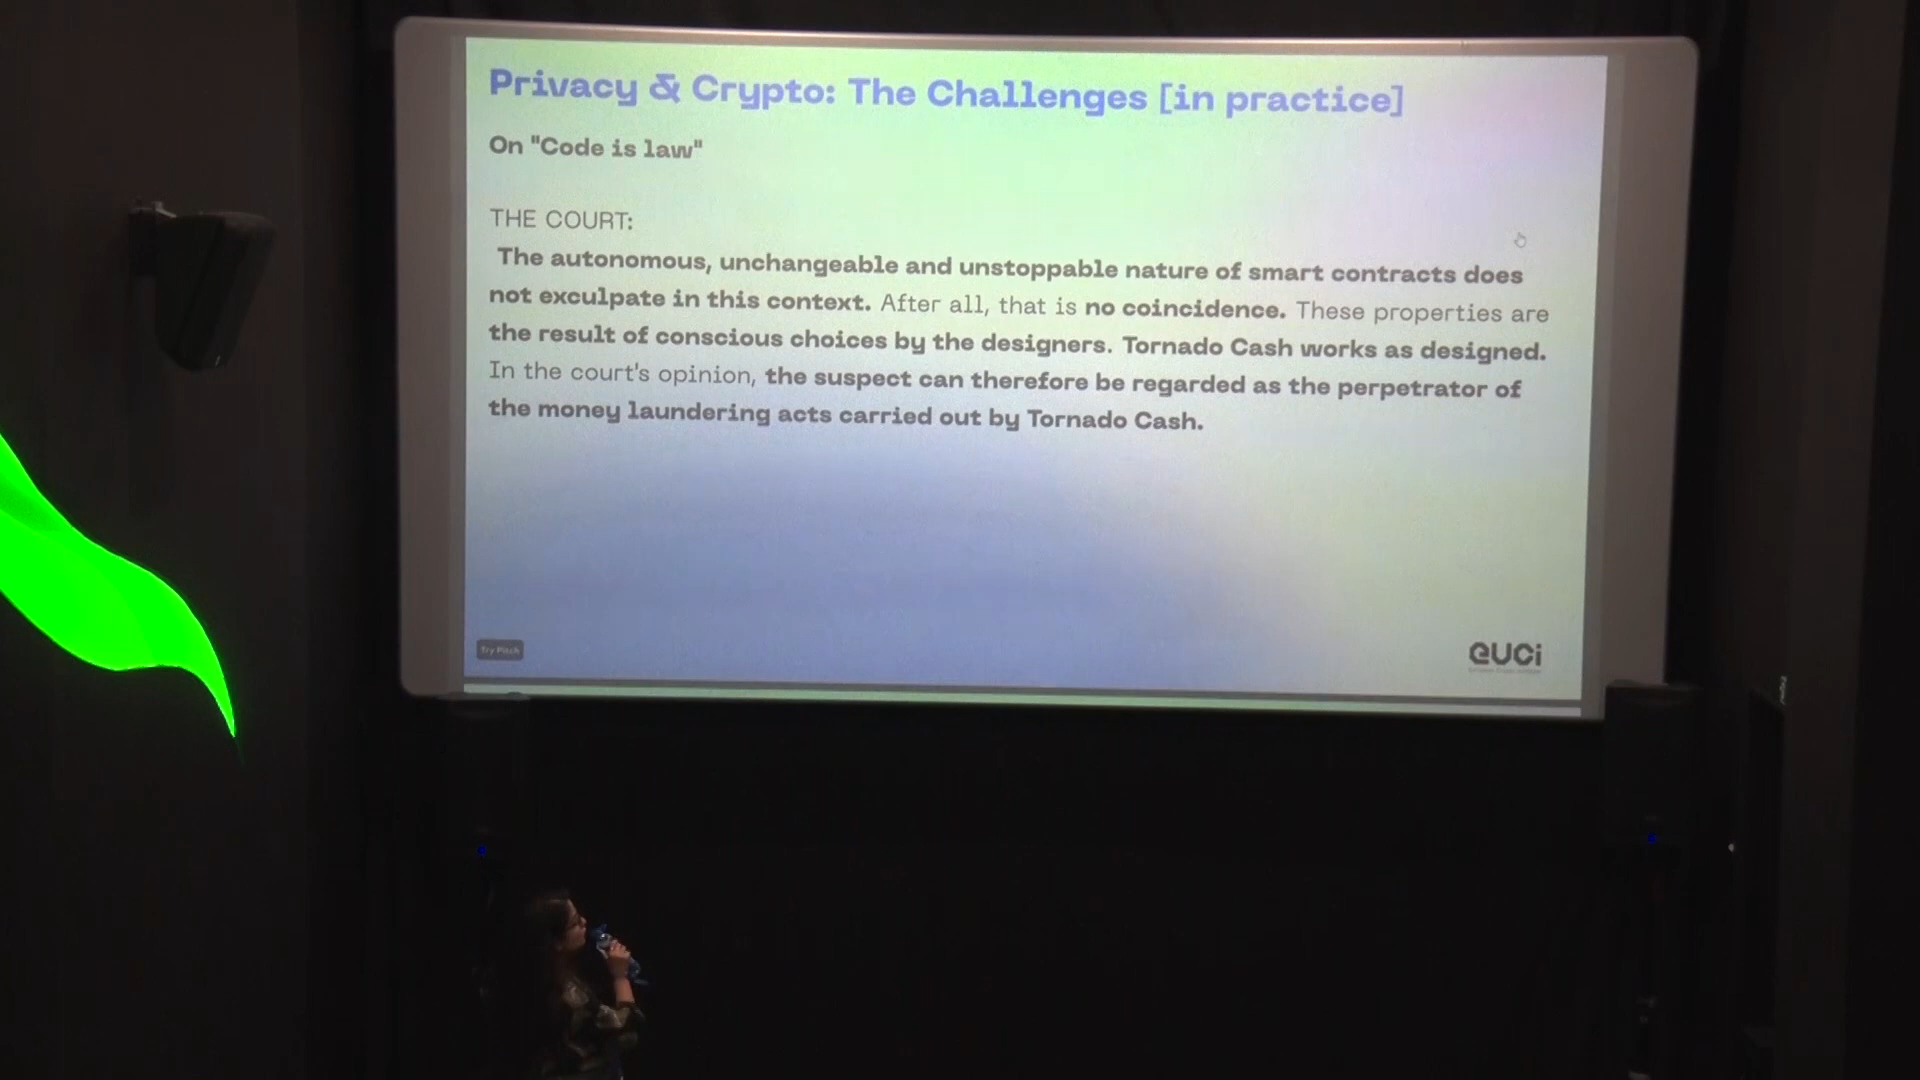 Privacy & Crypto: The Challenges [in practice]
On "Code is law"
THE COURT:
The autonomous, unchangeable and unstoppable nature of smart contracts does
not exculpate in this context. After all, that is no coincidence. These properties are
the result of conscious choices by the designers. Tornado Cash works as designed.
In the court's opinion, the suspect can therefore be regarded as the perpetrator of
the money laundering acts carried out by Tornado Cash.
Try Pitch
euci